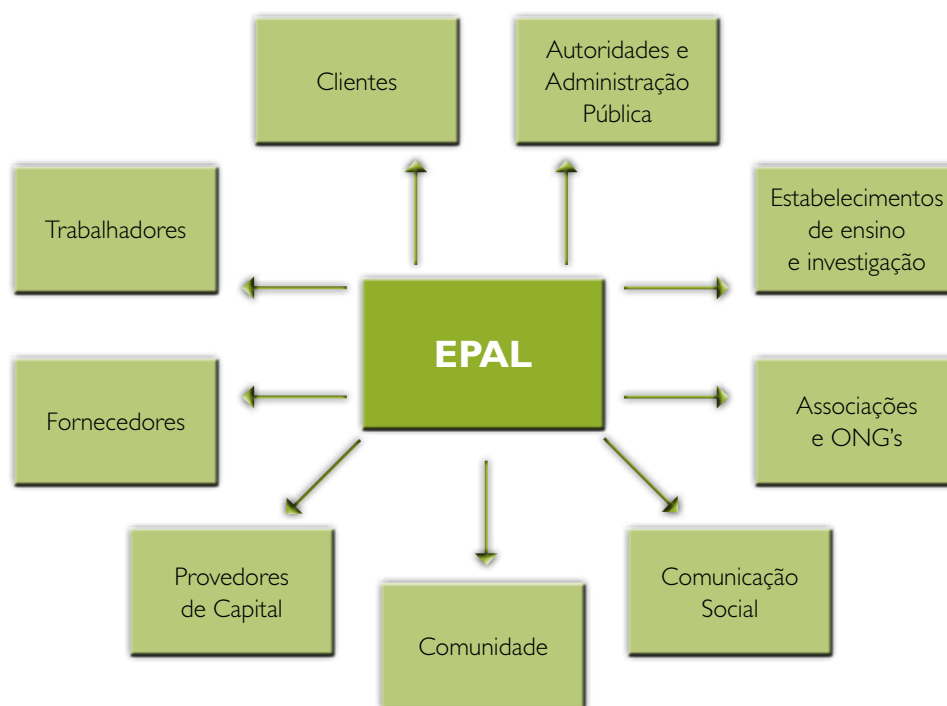 Clientes
Autoridades e
Administração
Pública
Trabalhadores
Estabelecimentos
de ensino
e investigação
EPAL
Fornecedores
Associações
e ONG's
Provedores
de Capital
Comunidade
Comunicação
Social